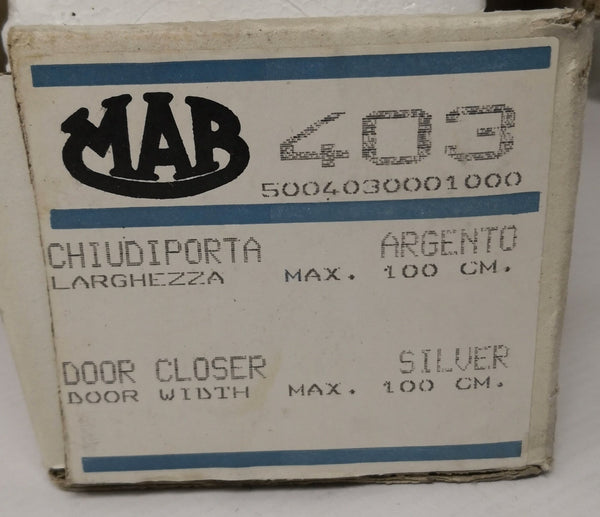 MAB 403
5004030001000
CHIUDIPORTA ARGENTO
LARGHEZZA MAX. 100 CM.
DOOR CLOSER SILVER
DOOR WIDTH MAX. 100 CM.